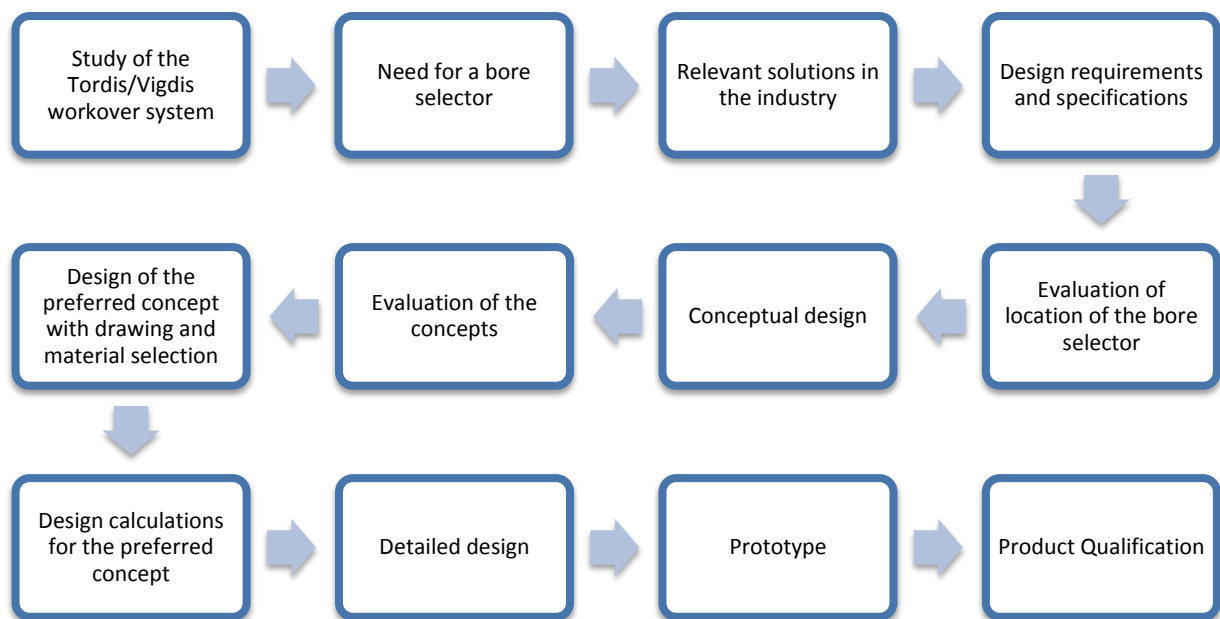 Study of the
Tordis/Vigdis
workover system
Need for a bore
selector
Relevant solutions in
the industry
Design requirements
and specifications
Evaluation of
location of the bore
selector
Conceptual design
Evaluation of the
concepts
Design of the
preferred concept
with drawing and
material selection
Design calculations
for the preferred
concept
Detailed design
Prototype
Product Qualification